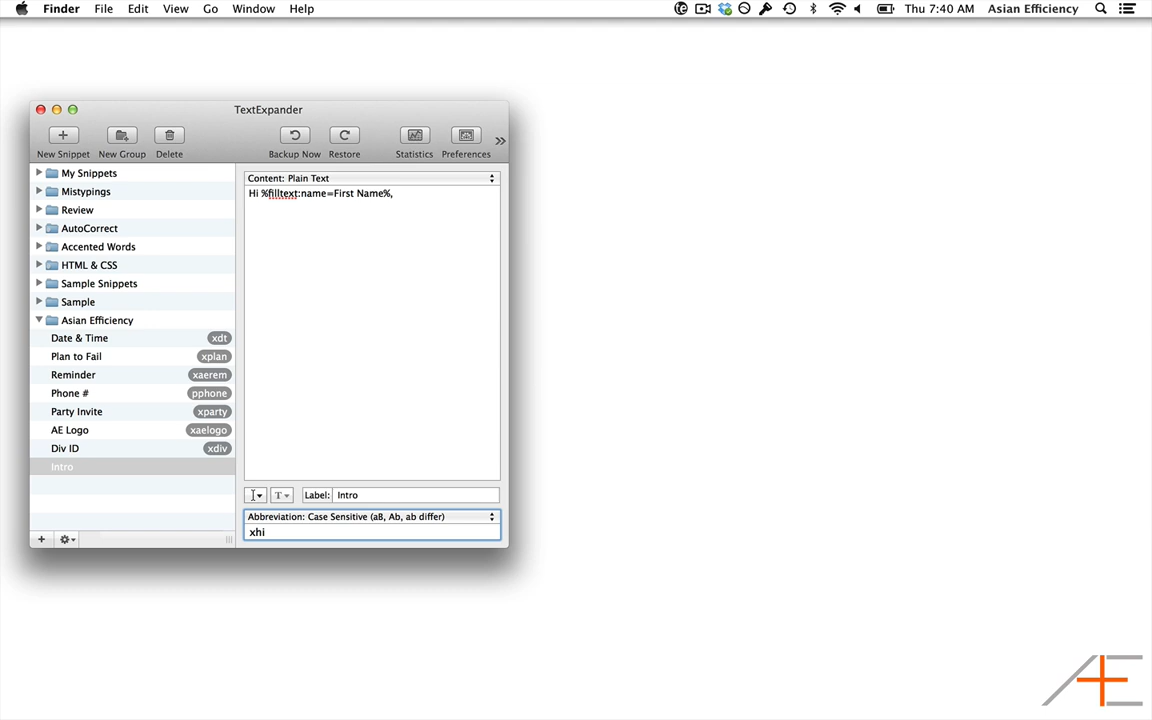 Finder File Edit View Go Window Help Thu 7:40 AM Asian Efficiency
TextExpander
New Snippet New Group Delete Backup Now Restore Statistics Preferences
My Snippets
Mistypings
Review
AutoCorrect
Accented Words
HTML & CSS
Sample Snippets
Sample
Asian Efficiency
Date & Time xdt
Plan to Fail xplan
Reminder xaerem
Phone # pphone
Party Invite xparty
AE Logo xaelogo
Div ID xdiv
Intro
Content: Plain Text
Hi %filltext:name=First Name%,
Label: Intro
Abbreviation: Case Sensitive (aB, Ab, ab differ)
xhi
AE